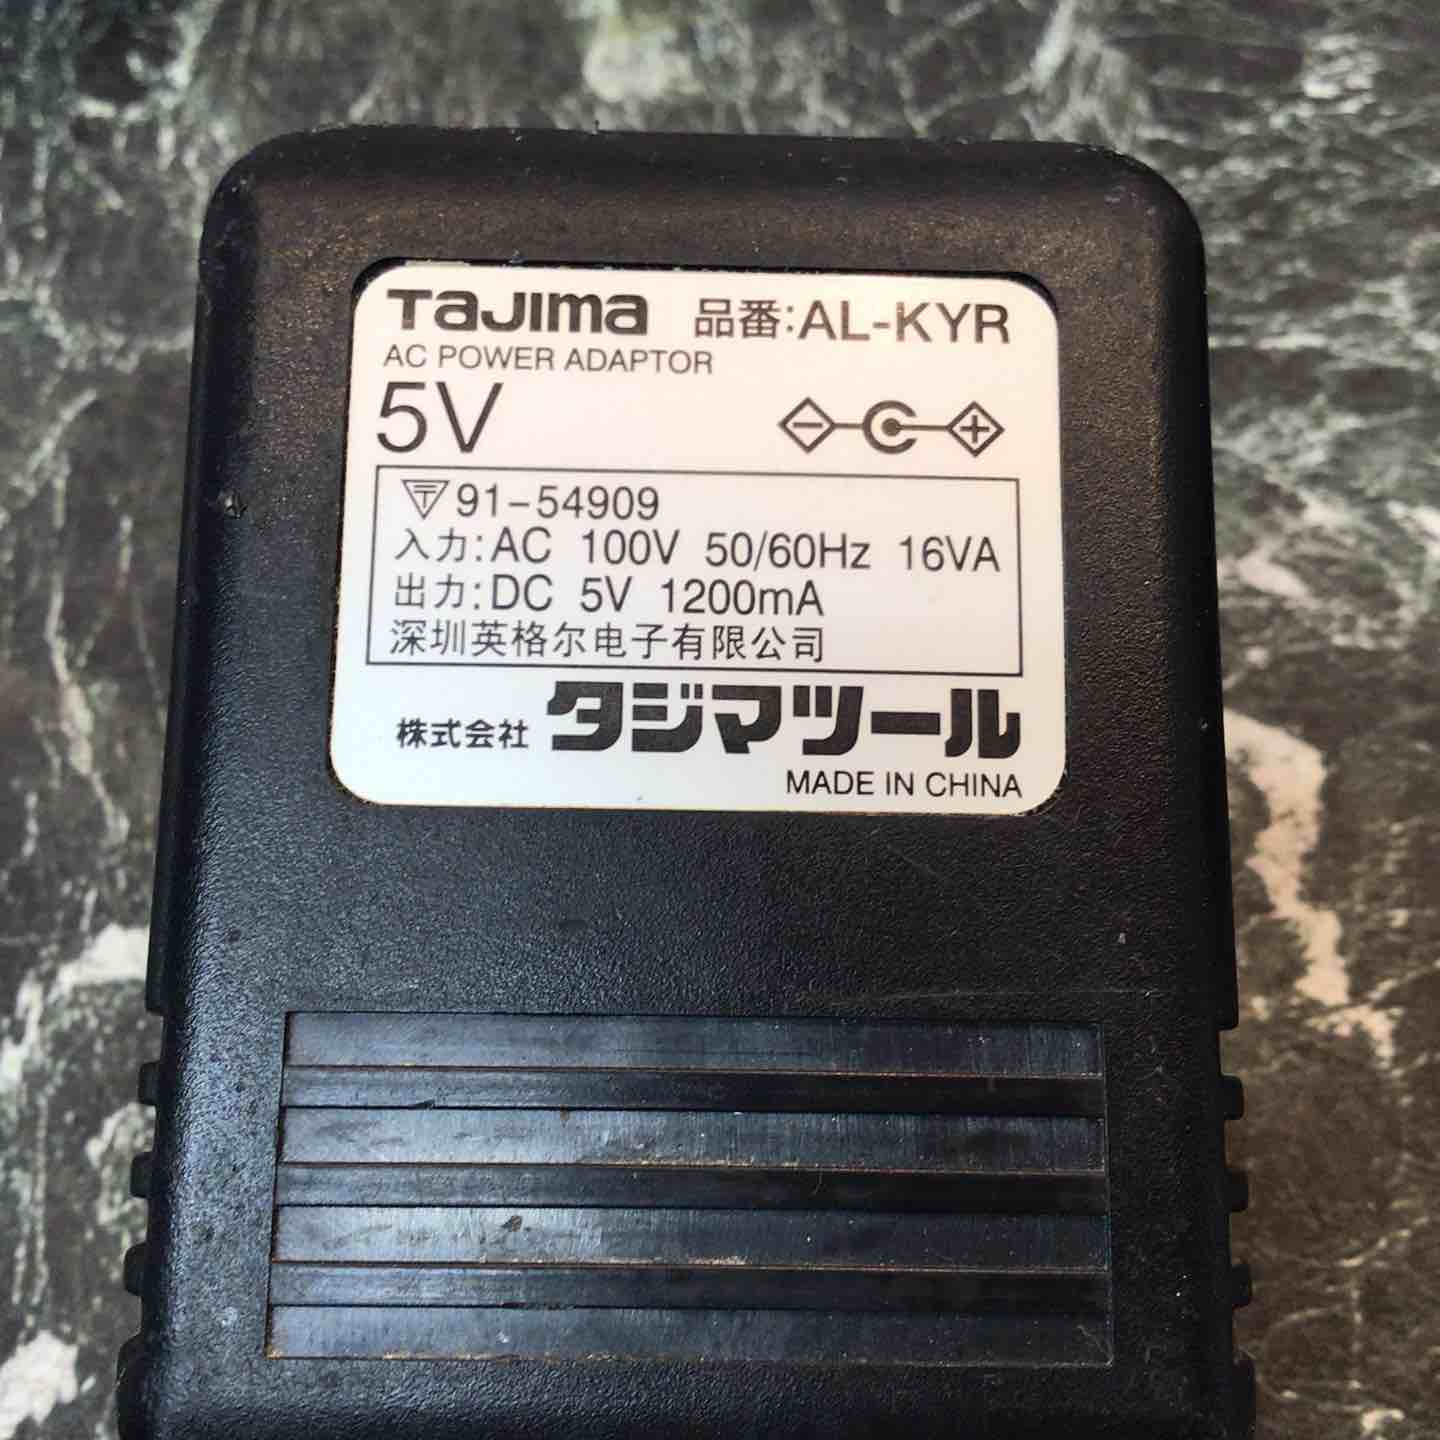 TaJIma 品番:AL-KYR
AC POWER ADAPTOR
5V
〒91-54909
入力:AC 100V 50/60Hz 16VA
出力:DC 5V 1200mA
深圳英格尔电子有限公司
株式会社 タジマツール
MADE IN CHINA